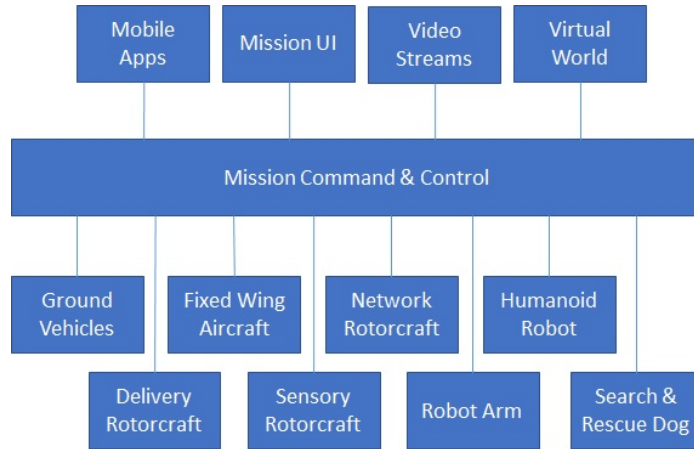 Mobile
Apps
Mission UI
Video
Streams
Virtual
World
Mission Command & Control
Ground
Vehicles
Fixed Wing
Aircraft
Network
Rotorcraft
Humanoid
Robot
Delivery
Rotorcraft
Sensory
Rotorcraft
Robot Arm
Search &
Rescue Dog